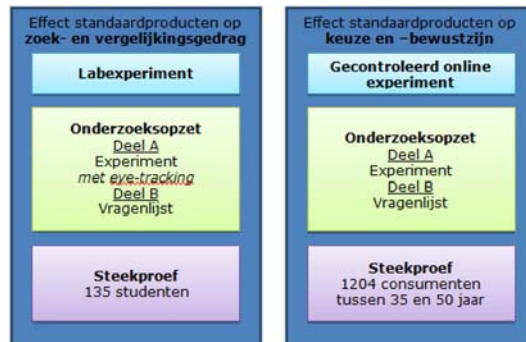 Effect standaardproducten op
zoek- en vergelijkingsgedrag
Labexperiment
Onderzoeksopzet
Deel A
Experiment
met eye-tracking
Deel B
Vragenlijst
Steekproef
135 studenten
Effect standaardproducten op
keuze en –bewustzijn
Gecontroleerd online
experiment
Onderzoeksopzet
Deel A
Experiment
Deel B
Vragenlijst
Steekproef
1204 consumenten
tussen 35 en 50 jaar